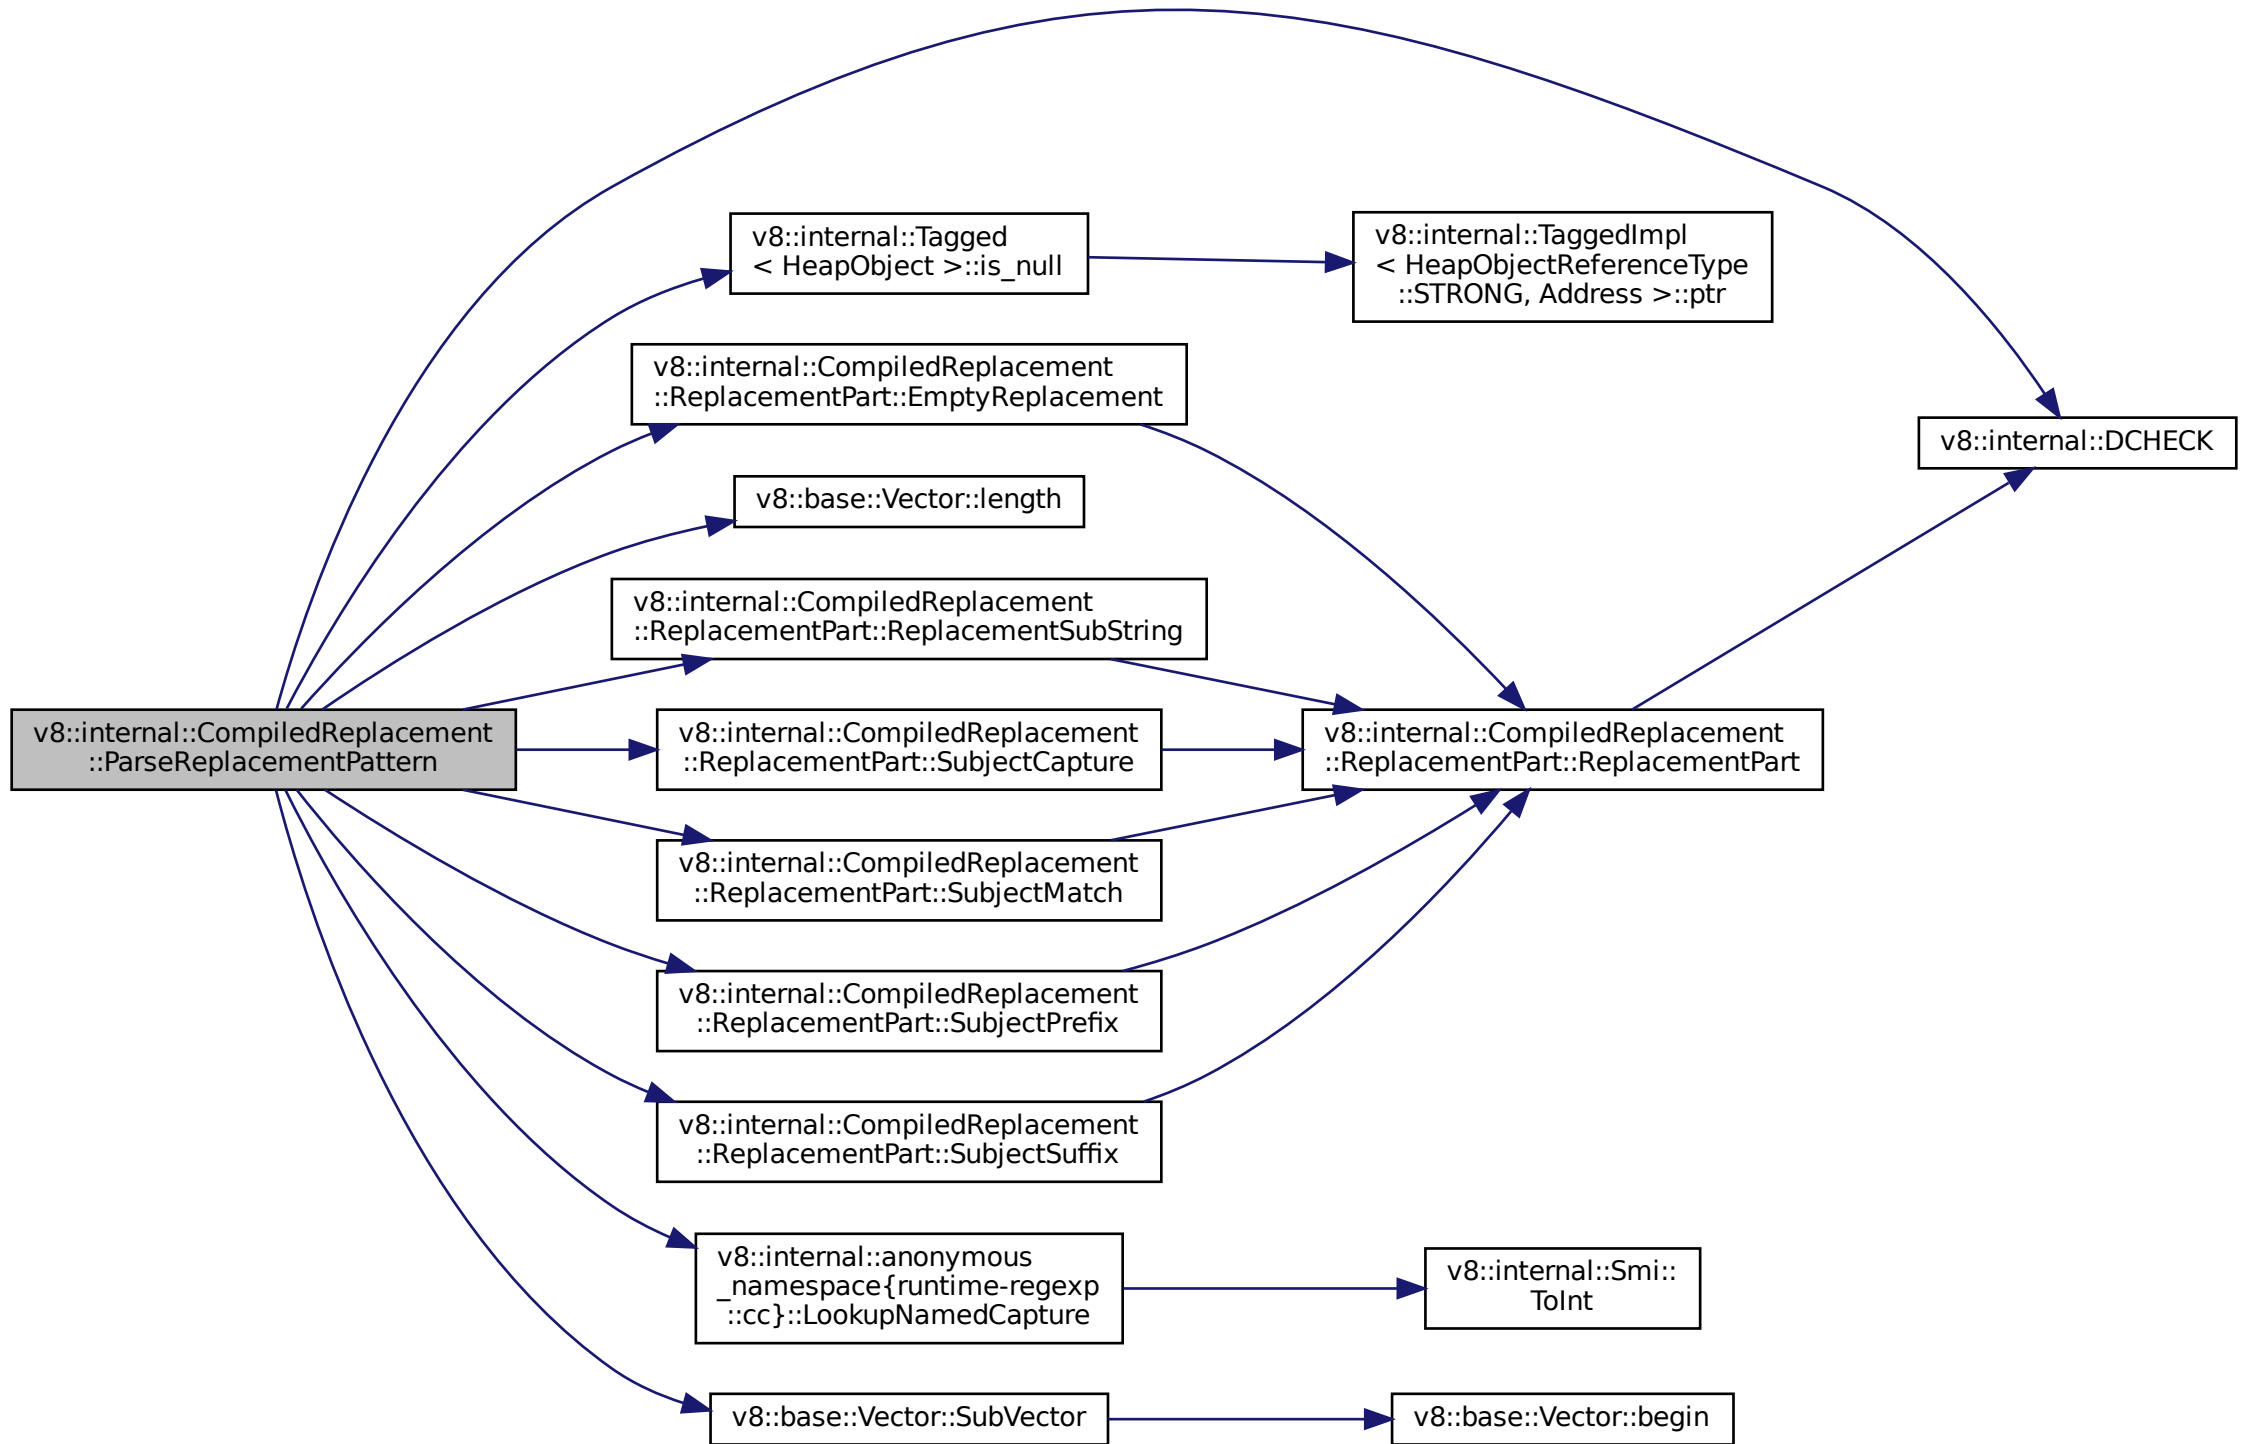 v8::internal::Tagged
< HeapObject >::is_null
v8::internal::TaggedImpl
< HeapObjectReferenceType
::STRONG, Address >::ptr
v8::internal::CompiledReplacement
::ReplacementPart::EmptyReplacement
v8::internal::DCHECK
v8::base::Vector::length
v8::internal::CompiledReplacement
::ReplacementPart::ReplacementSubString
v8::internal::CompiledReplacement
::ParseReplacementPattern
v8::internal::CompiledReplacement
::ReplacementPart::SubjectCapture
v8::internal::CompiledReplacement
::ReplacementPart::ReplacementPart
v8::internal::CompiledReplacement
::ReplacementPart::SubjectMatch
v8::internal::CompiledReplacement
::ReplacementPart::SubjectPrefix
v8::internal::CompiledReplacement
::ReplacementPart::SubjectSuffix
v8::internal::anonymous
_namespace{runtime-regexp
::cc}::LookupNamedCapture
v8::internal::Smi::
ToInt
v8::base::Vector::SubVector
v8::base::Vector::begin